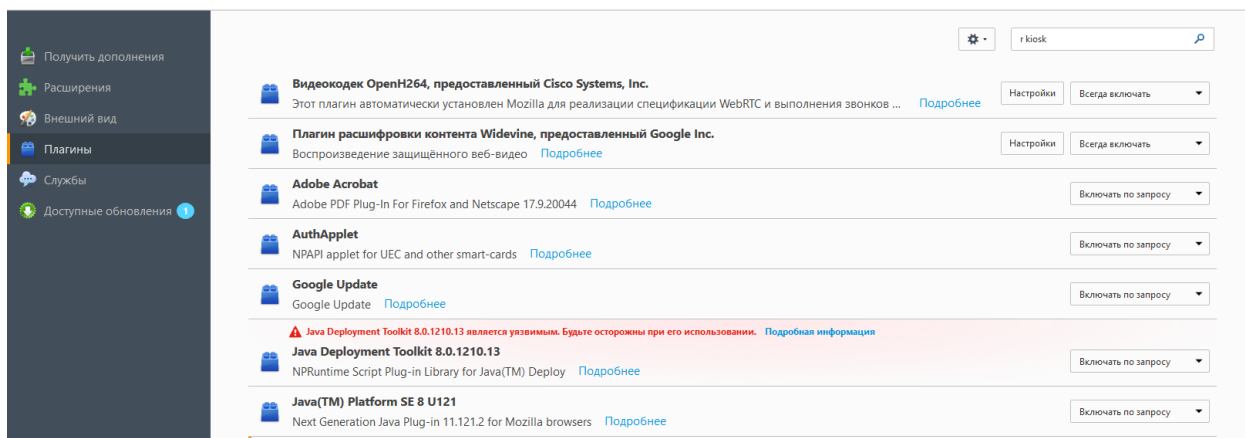 r kiosk
Получить дополнения
Расширения
Внешний вид
Плагины
Службы
Доступные обновления 1
Видеокодек OpenH264, предоставленный Cisco Systems, Inc.
Этот плагин автоматически установлен Mozilla для реализации спецификации WebRTC и выполнения звонков ... Подробнее
Настройки
Всегда включать
Плагин расшифровки контента Widevine, предоставленный Google Inc.
Воспроизведение защищённого веб-видео Подробнее
Настройки
Всегда включать
Adobe Acrobat
Adobe PDF Plug-In For Firefox and Netscape 17.9.20044 Подробнее
Включать по запросу
AuthApplet
NPAPI applet for UEC and other smart-cards Подробнее
Включать по запросу
Google Update
Google Update Подробнее
Включать по запросу
Java Deployment Toolkit 8.0.1210.13 является уязвимым. Будьте осторожны при его использовании. Подробная информация
Java Deployment Toolkit 8.0.1210.13
NPRuntime Script Plug-in Library for Java(TM) Deploy Подробнее
Включать по запросу
Java(TM) Platform SE 8 U121
Next Generation Java Plug-in 11.121.2 for Mozilla browsers Подробнее
Включать по запросу